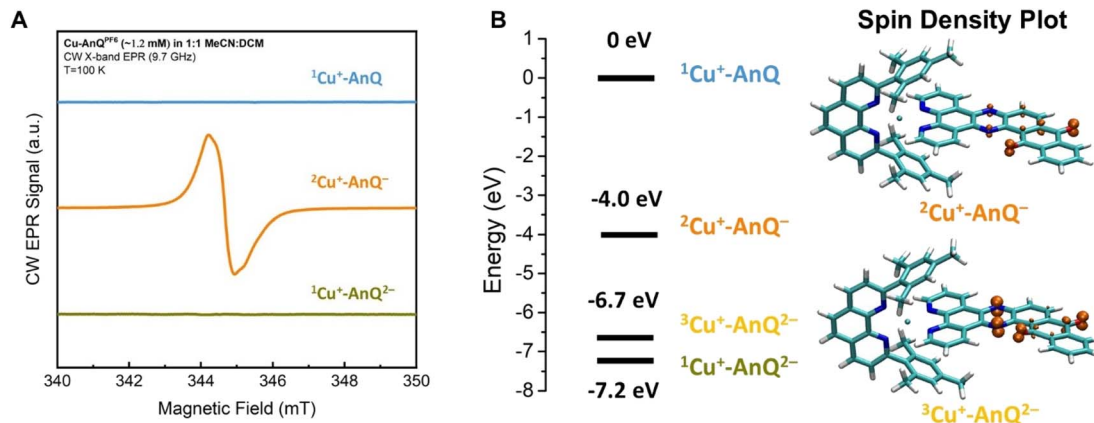 A
Cu-AnQPF6 (~1.2 mM) in 1:1 MeCN:DCM
CW X-band EPR (9.7 GHz)
T=100 K
¹Cu⁺-AnQ
²Cu⁺-AnQ⁻
¹Cu⁺-AnQ²⁻
CW EPR Signal (a.u.)
340 342 344 346 348 350
Magnetic Field (mT)
B
Spin Density Plot
Energy (eV)
1
0
-1
-2
-3
-4
-5
-6
-7
-8
0 eV
¹Cu⁺-AnQ
-4.0 eV
²Cu⁺-AnQ⁻
-6.7 eV
³Cu⁺-AnQ²⁻
¹Cu⁺-AnQ²⁻
-7.2 eV
²Cu⁺-AnQ⁻
³Cu⁺-AnQ²⁻